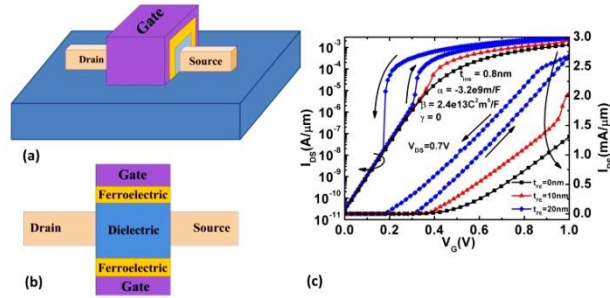 Gate
Drain
Source
(a)
Gate
Ferroelectric
Drain
Dielectric
Source
Ferroelectric
Gate
(b)
I_DS(A/μm)
10⁻³
10⁻⁴
10⁻⁵
10⁻⁶
10⁻⁷
10⁻⁸
10⁻⁹
10⁻¹⁰
10⁻¹¹
t_ins = 0.8nm
α = -3.2e9m/F
β = 2.4e13C²m⁵/F
γ = 0
V_DS=0.7V
t_FE=0nm
t_FE=10nm
t_FE=20nm
3.0
2.5
2.0
1.5
1.0
0.5
0.0
I_DS(mA/μm)
0.0 0.2 0.4 0.6 0.8 1.0
V_G(V)
(c)